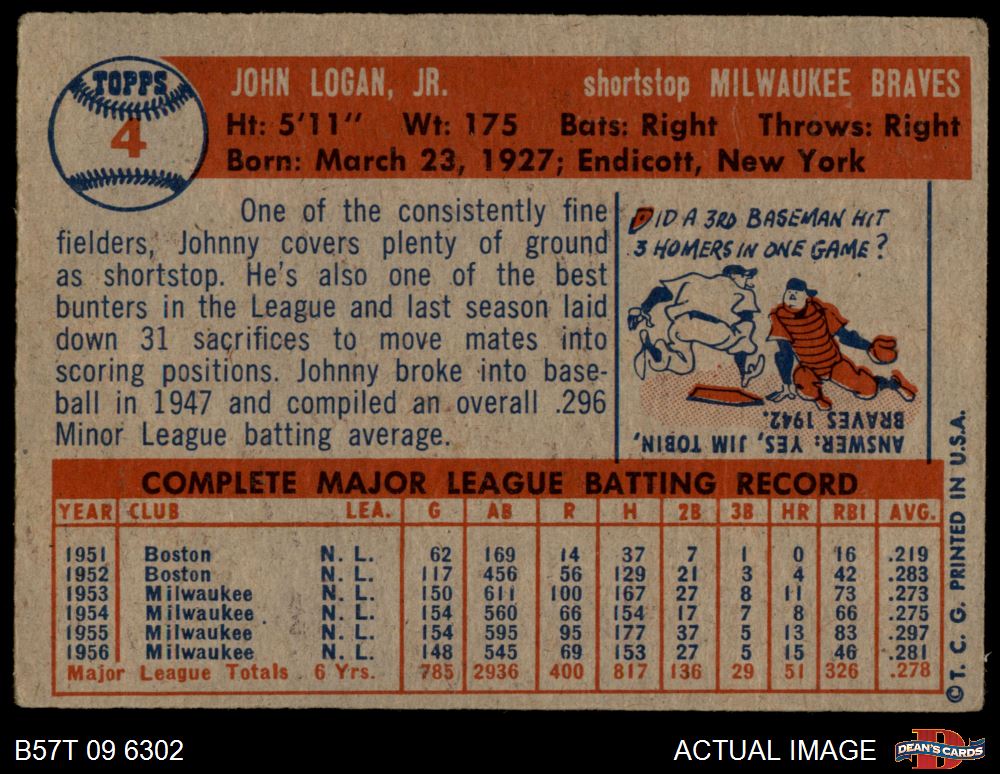 TOPPS
4
JOHN LOGAN, JR. shortstop MILWAUKEE BRAVES
Ht: 5'11" Wt: 175 Bats: Right Throws: Right
Born: March 23, 1927; Endicott, New York
One of the consistently fine
fielders, Johnny covers plenty of ground
as shortstop. He's also one of the best
bunters in the League and last season laid
down 31 sacrifices to move mates into
scoring positions. Johnny broke into base-
ball in 1947 and compiled an overall .296
Minor League batting average.
DID A 3RD BASEMAN HIT
3 HOMERS IN ONE GAME?
ANSWER: YES, JIM TOBIN,
BRAVES 1942.
COMPLETE MAJOR LEAGUE BATTING RECORD
YEAR CLUB LEA. G AB R H 2B 3B HR RBI AVG.
1951 Boston N. L. 62 169 14 37 7 1 0 16 .219
1952 Boston N. L. 117 456 56 129 21 3 4 42 .283
1953 Milwaukee N. L. 150 611 100 167 27 8 11 73 .273
1954 Milwaukee N. L. 154 560 66 154 17 7 8 66 .275
1955 Milwaukee N. L. 154 595 95 177 37 5 13 83 .297
1956 Milwaukee N. L. 148 545 69 153 27 5 15 46 .281
Major League Totals 6 Yrs. 785 2936 400 817 136 29 51 326 .278
© T. C. G. PRINTED IN U.S.A.
B57T 09 6302 ACTUAL IMAGE
D
DEAN'S CARDS